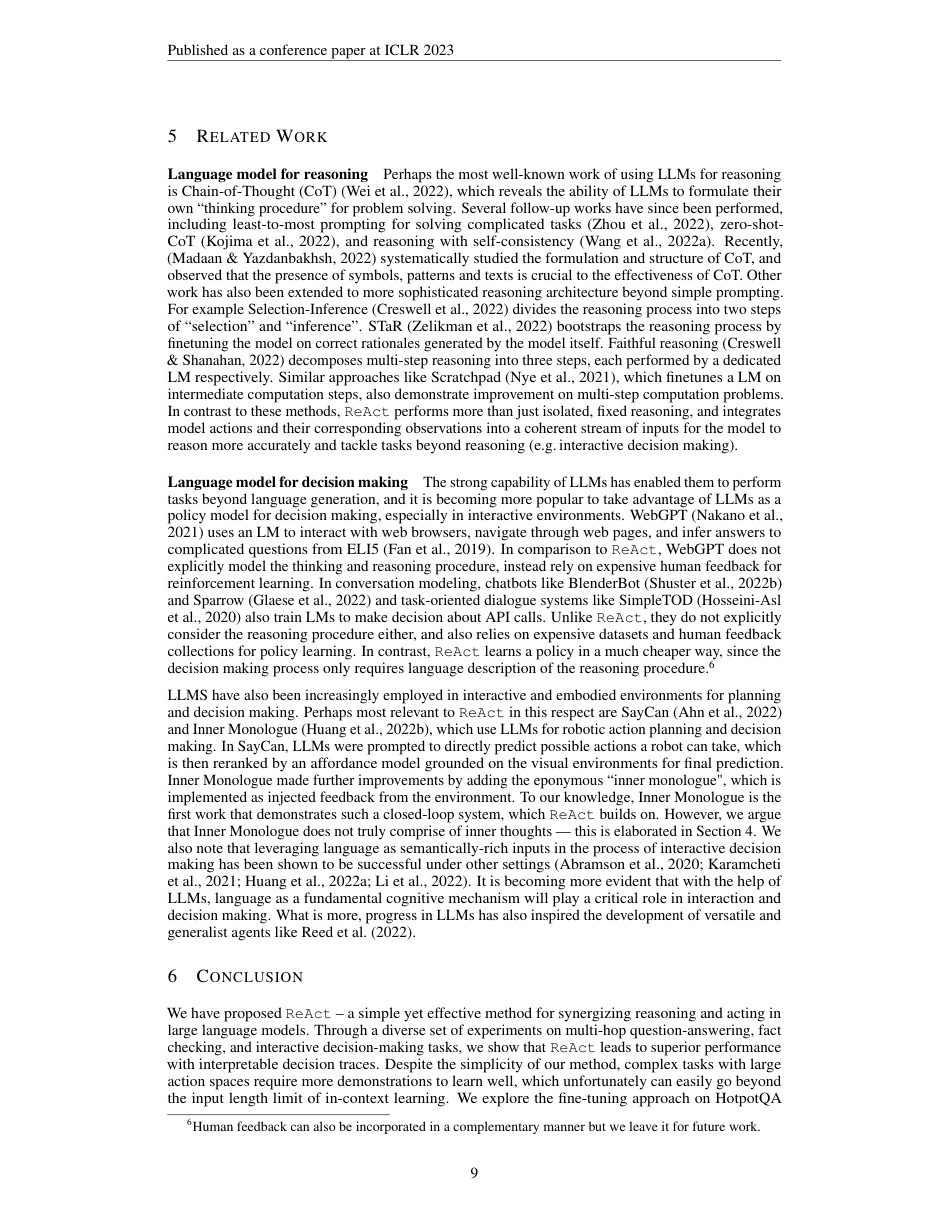 Published as a conference paper at ICLR 2023
5 RELATED WORK
Language model for reasoning Perhaps the most well-known work of using LLMs for reasoning
is Chain-of-Thought (CoT) (Wei et al., 2022), which reveals the ability of LLMs to formulate their
own “thinking procedure” for problem solving. Several follow-up works have since been performed,
including least-to-most prompting for solving complicated tasks (Zhou et al., 2022), zero-shot-
CoT (Kojima et al., 2022), and reasoning with self-consistency (Wang et al., 2022a). Recently,
(Madaan & Yazdanbakhsh, 2022) systematically studied the formulation and structure of CoT, and
observed that the presence of symbols, patterns and texts is crucial to the effectiveness of CoT. Other
work has also been extended to more sophisticated reasoning architecture beyond simple prompting.
For example Selection-Inference (Creswell et al., 2022) divides the reasoning process into two steps
of “selection” and “inference”. STaR (Zelikman et al., 2022) bootstraps the reasoning process by
finetuning the model on correct rationales generated by the model itself. Faithful reasoning (Creswell
& Shanahan, 2022) decomposes multi-step reasoning into three steps, each performed by a dedicated
LM respectively. Similar approaches like Scratchpad (Nye et al., 2021), which finetunes a LM on
intermediate computation steps, also demonstrate improvement on multi-step computation problems.
In contrast to these methods, ReAct performs more than just isolated, fixed reasoning, and integrates
model actions and their corresponding observations into a coherent stream of inputs for the model to
reason more accurately and tackle tasks beyond reasoning (e.g. interactive decision making).
Language model for decision making The strong capability of LLMs has enabled them to perform
tasks beyond language generation, and it is becoming more popular to take advantage of LLMs as a
policy model for decision making, especially in interactive environments. WebGPT (Nakano et al.,
2021) uses an LM to interact with web browsers, navigate through web pages, and infer answers to
complicated questions from ELI5 (Fan et al., 2019). In comparison to ReAct, WebGPT does not
explicitly model the thinking and reasoning procedure, instead rely on expensive human feedback for
reinforcement learning. In conversation modeling, chatbots like BlenderBot (Shuster et al., 2022b)
and Sparrow (Glaese et al., 2022) and task-oriented dialogue systems like SimpleTOD (Hosseini-Asl
et al., 2020) also train LMs to make decision about API calls. Unlike ReAct, they do not explicitly
consider the reasoning procedure either, and also relies on expensive datasets and human feedback
collections for policy learning. In contrast, ReAct learns a policy in a much cheaper way, since the
decision making process only requires language description of the reasoning procedure.6
LLMS have also been increasingly employed in interactive and embodied environments for planning
and decision making. Perhaps most relevant to ReAct in this respect are SayCan (Ahn et al., 2022)
and Inner Monologue (Huang et al., 2022b), which use LLMs for robotic action planning and decision
making. In SayCan, LLMs were prompted to directly predict possible actions a robot can take, which
is then reranked by an affordance model grounded on the visual environments for final prediction.
Inner Monologue made further improvements by adding the eponymous “inner monologue", which is
implemented as injected feedback from the environment. To our knowledge, Inner Monologue is the
first work that demonstrates such a closed-loop system, which ReAct builds on. However, we argue
that Inner Monologue does not truly comprise of inner thoughts — this is elaborated in Section 4. We
also note that leveraging language as semantically-rich inputs in the process of interactive decision
making has been shown to be successful under other settings (Abramson et al., 2020; Karamcheti
et al., 2021; Huang et al., 2022a; Li et al., 2022). It is becoming more evident that with the help of
LLMs, language as a fundamental cognitive mechanism will play a critical role in interaction and
decision making. What is more, progress in LLMs has also inspired the development of versatile and
generalist agents like Reed et al. (2022).
6 CONCLUSION
We have proposed ReAct – a simple yet effective method for synergizing reasoning and acting in
large language models. Through a diverse set of experiments on multi-hop question-answering, fact
checking, and interactive decision-making tasks, we show that ReAct leads to superior performance
with interpretable decision traces. Despite the simplicity of our method, complex tasks with large
action spaces require more demonstrations to learn well, which unfortunately can easily go beyond
the input length limit of in-context learning. We explore the fine-tuning approach on HotpotQA
6Human feedback can also be incorporated in a complementary manner but we leave it for future work.
9